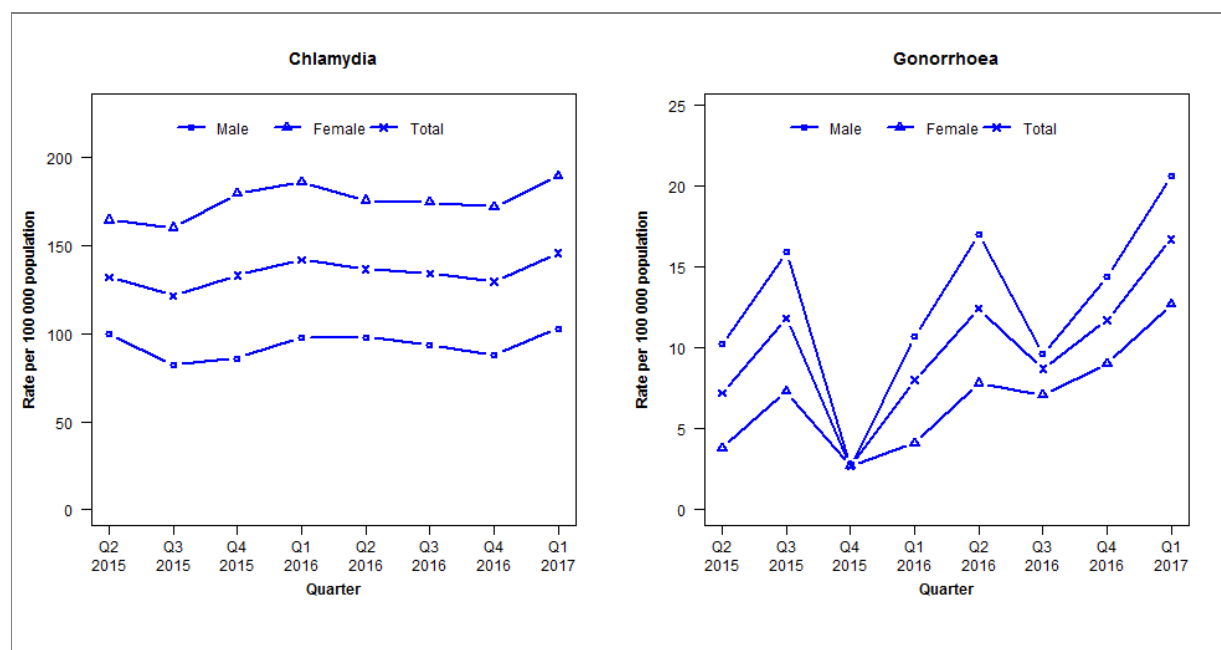 Chlamydia
Male Female Total
200
150
100
50
0
Rate per 100 000 population
Q2 Q3 Q4 Q1 Q2 Q3 Q4 Q1
2015 2015 2015 2016 2016 2016 2016 2017
Quarter
Gonorrhoea
Male Female Total
25
20
15
10
5
0
Rate per 100 000 population
Q2 Q3 Q4 Q1 Q2 Q3 Q4 Q1
2015 2015 2015 2016 2016 2016 2016 2017
Quarter